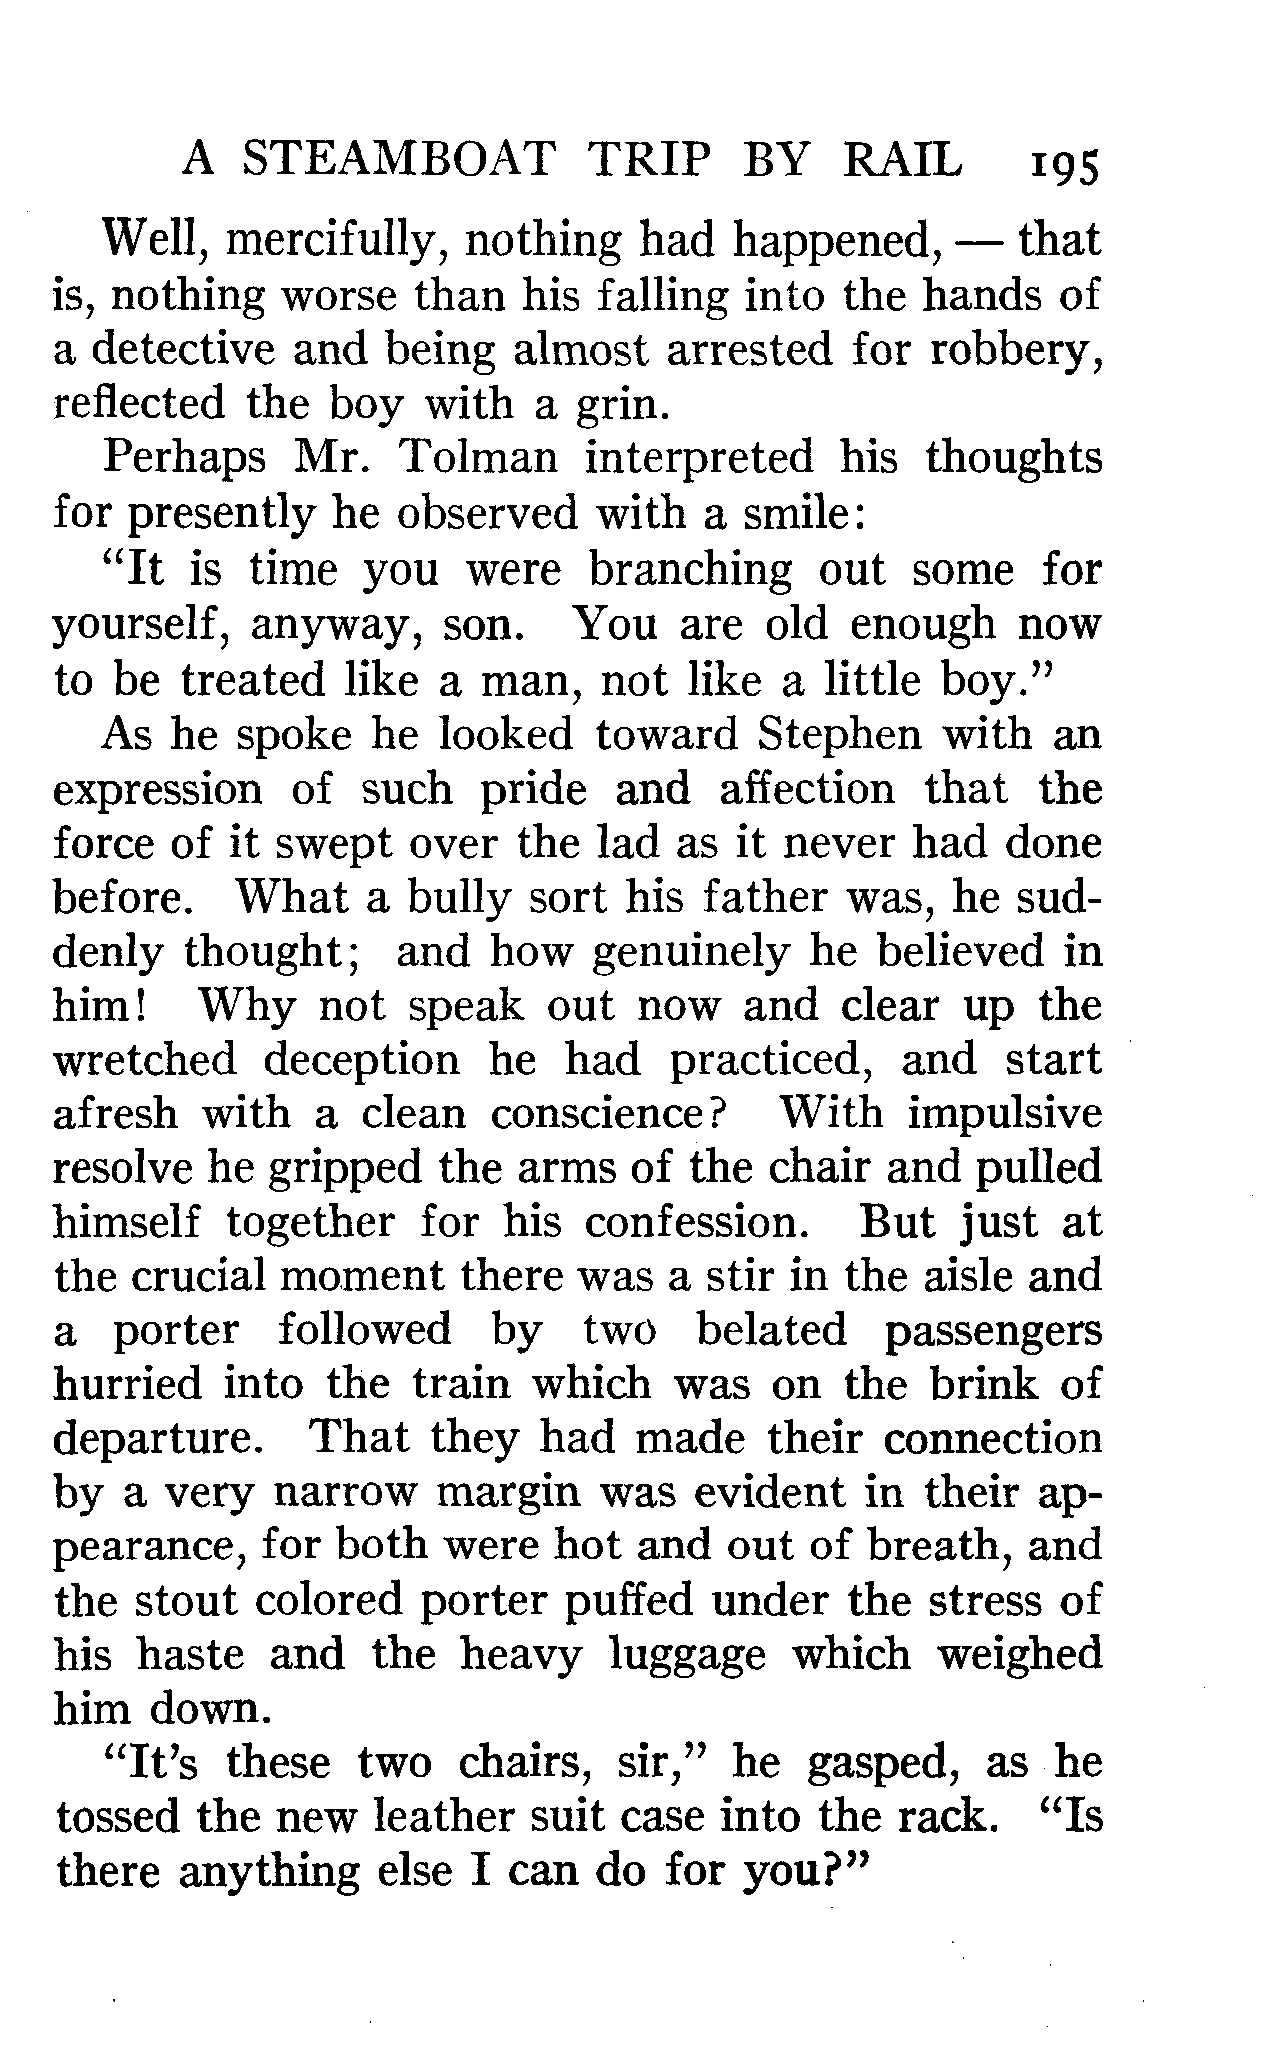 A STEAMBOAT TRIP BY RAIL 195
Well, mercifully, nothing had happened, — that
is, nothing worse than his falling into the hands of
a detective and being almost arrested for robbery,
reflected the boy with a grin.
Perhaps Mr. Tolman interpreted his thoughts
for presently he observed with a smile:
“It is time you were branching out some for
yourself, anyway, son. You are old enough now
to be treated like a man, not like a little boy.”
As he spoke he looked toward Stephen with an
expression of such pride and affection that the
force of it swept over the lad as it never had done
before. What a bully sort his father was, he sud-
denly thought; and how genuinely he believed in
him! Why not speak out now and clear up the
wretched deception he had practiced, and start
afresh with a clean conscience? With impulsive
resolve he gripped the arms of the chair and pulled
himself together for his confession. But just at
the crucial moment there was a stir in the aisle and
a porter followed by two belated passengers
hurried into the train which was on the brink of
departure. That they had made their connection
by a very narrow margin was evident in their ap-
pearance, for both were hot and out of breath, and
the stout colored porter puffed under the stress of
his haste and the heavy luggage which weighed
him down.
“It’s these two chairs, sir,” he gasped, as he
tossed the new leather suit case into the rack. “Is
there anything else I can do for you?”